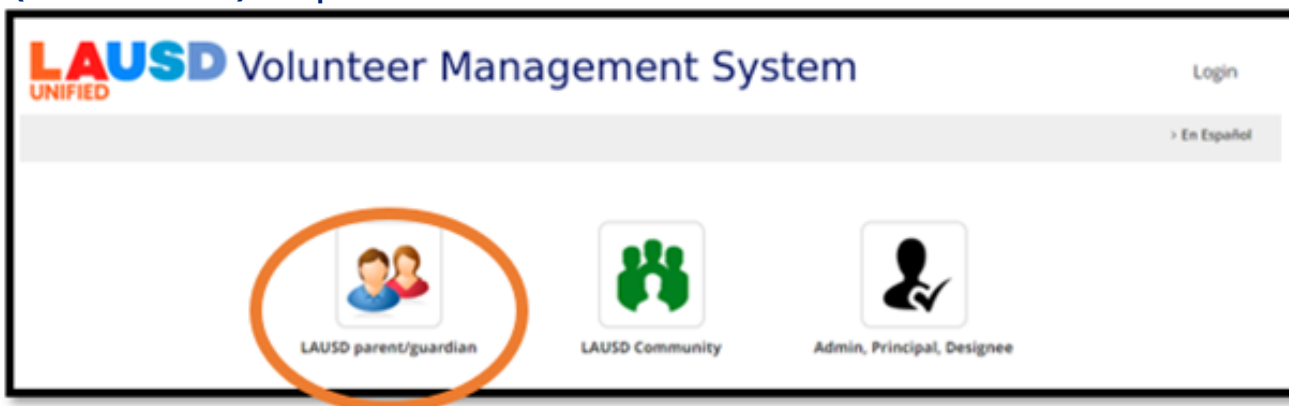 LAUSD Volunteer Management System
UNIFIED
Login
> En Español
LAUSD parent/guardian
LAUSD Community
Admin, Principal, Designee